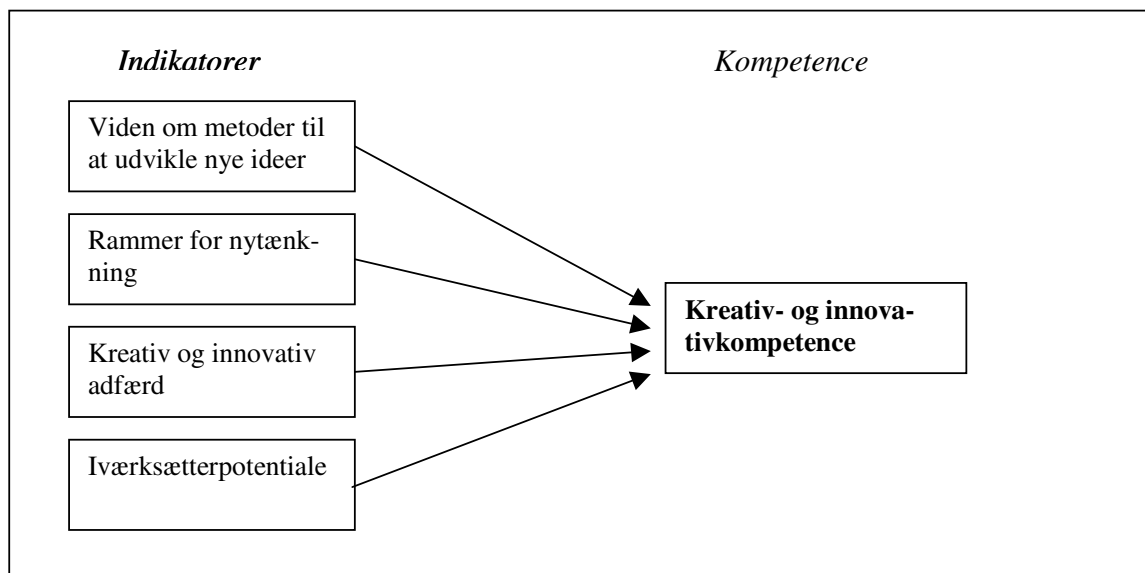 Indikatorer
Kompetence
Viden om metoder til
at udvikle nye ideer
Rammer for nytænk-
ning
Kreativ og innovativ
adfærd
Iværksætterpotentiale
Kreativ- og innova-
tivkompetence